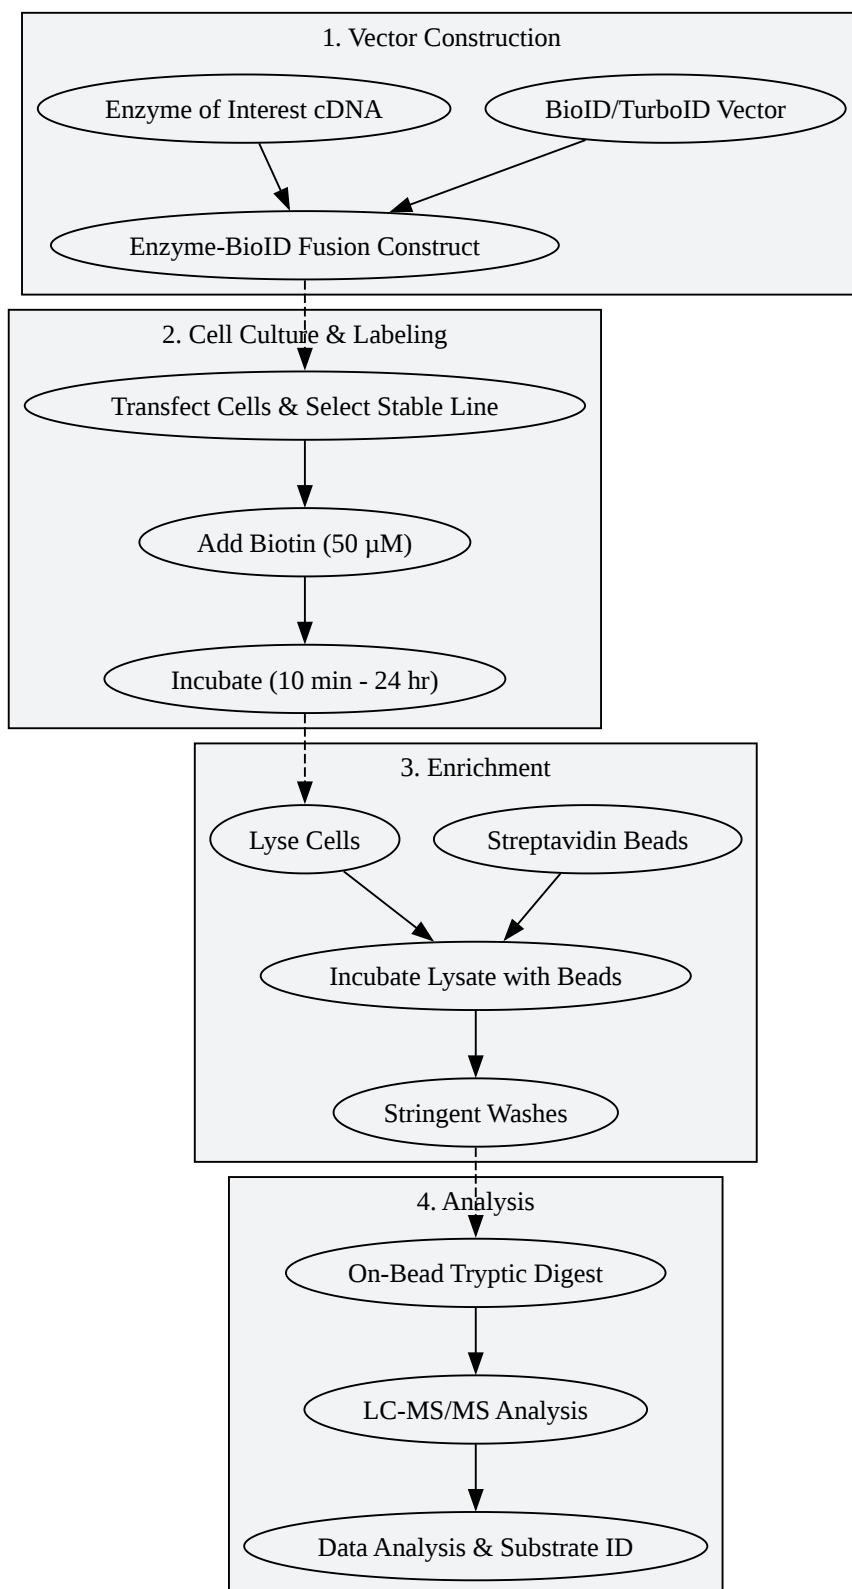 1. Vector Construction
Enzyme of Interest cDNA
BioID/TurboID Vector
Enzyme-BioID Fusion Construct
2. Cell Culture & Labeling
Transfect Cells & Select Stable Line
Add Biotin (50 µM)
Incubate (10 min - 24 hr)
3. Enrichment
Lyse Cells
Streptavidin Beads
Incubate Lysate with Beads
Stringent Washes
4. Analysis
On-Bead Tryptic Digest
LC-MS/MS Analysis
Data Analysis & Substrate ID